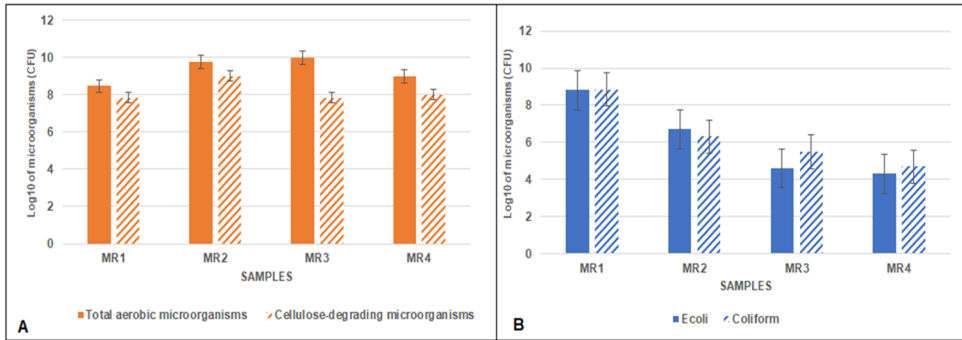 Log10 of microorganisms (CFU)
12
10
8
6
4
2
0
MR1 MR2 MR3 MR4
SAMPLES
Total aerobic microorganisms Cellulose-degrading microorganisms
A
Log10 of microorganisms (CFU)
12
10
8
6
4
2
0
MR1 MR2 MR3 MR4
SAMPLES
Ecoli Coliform
B